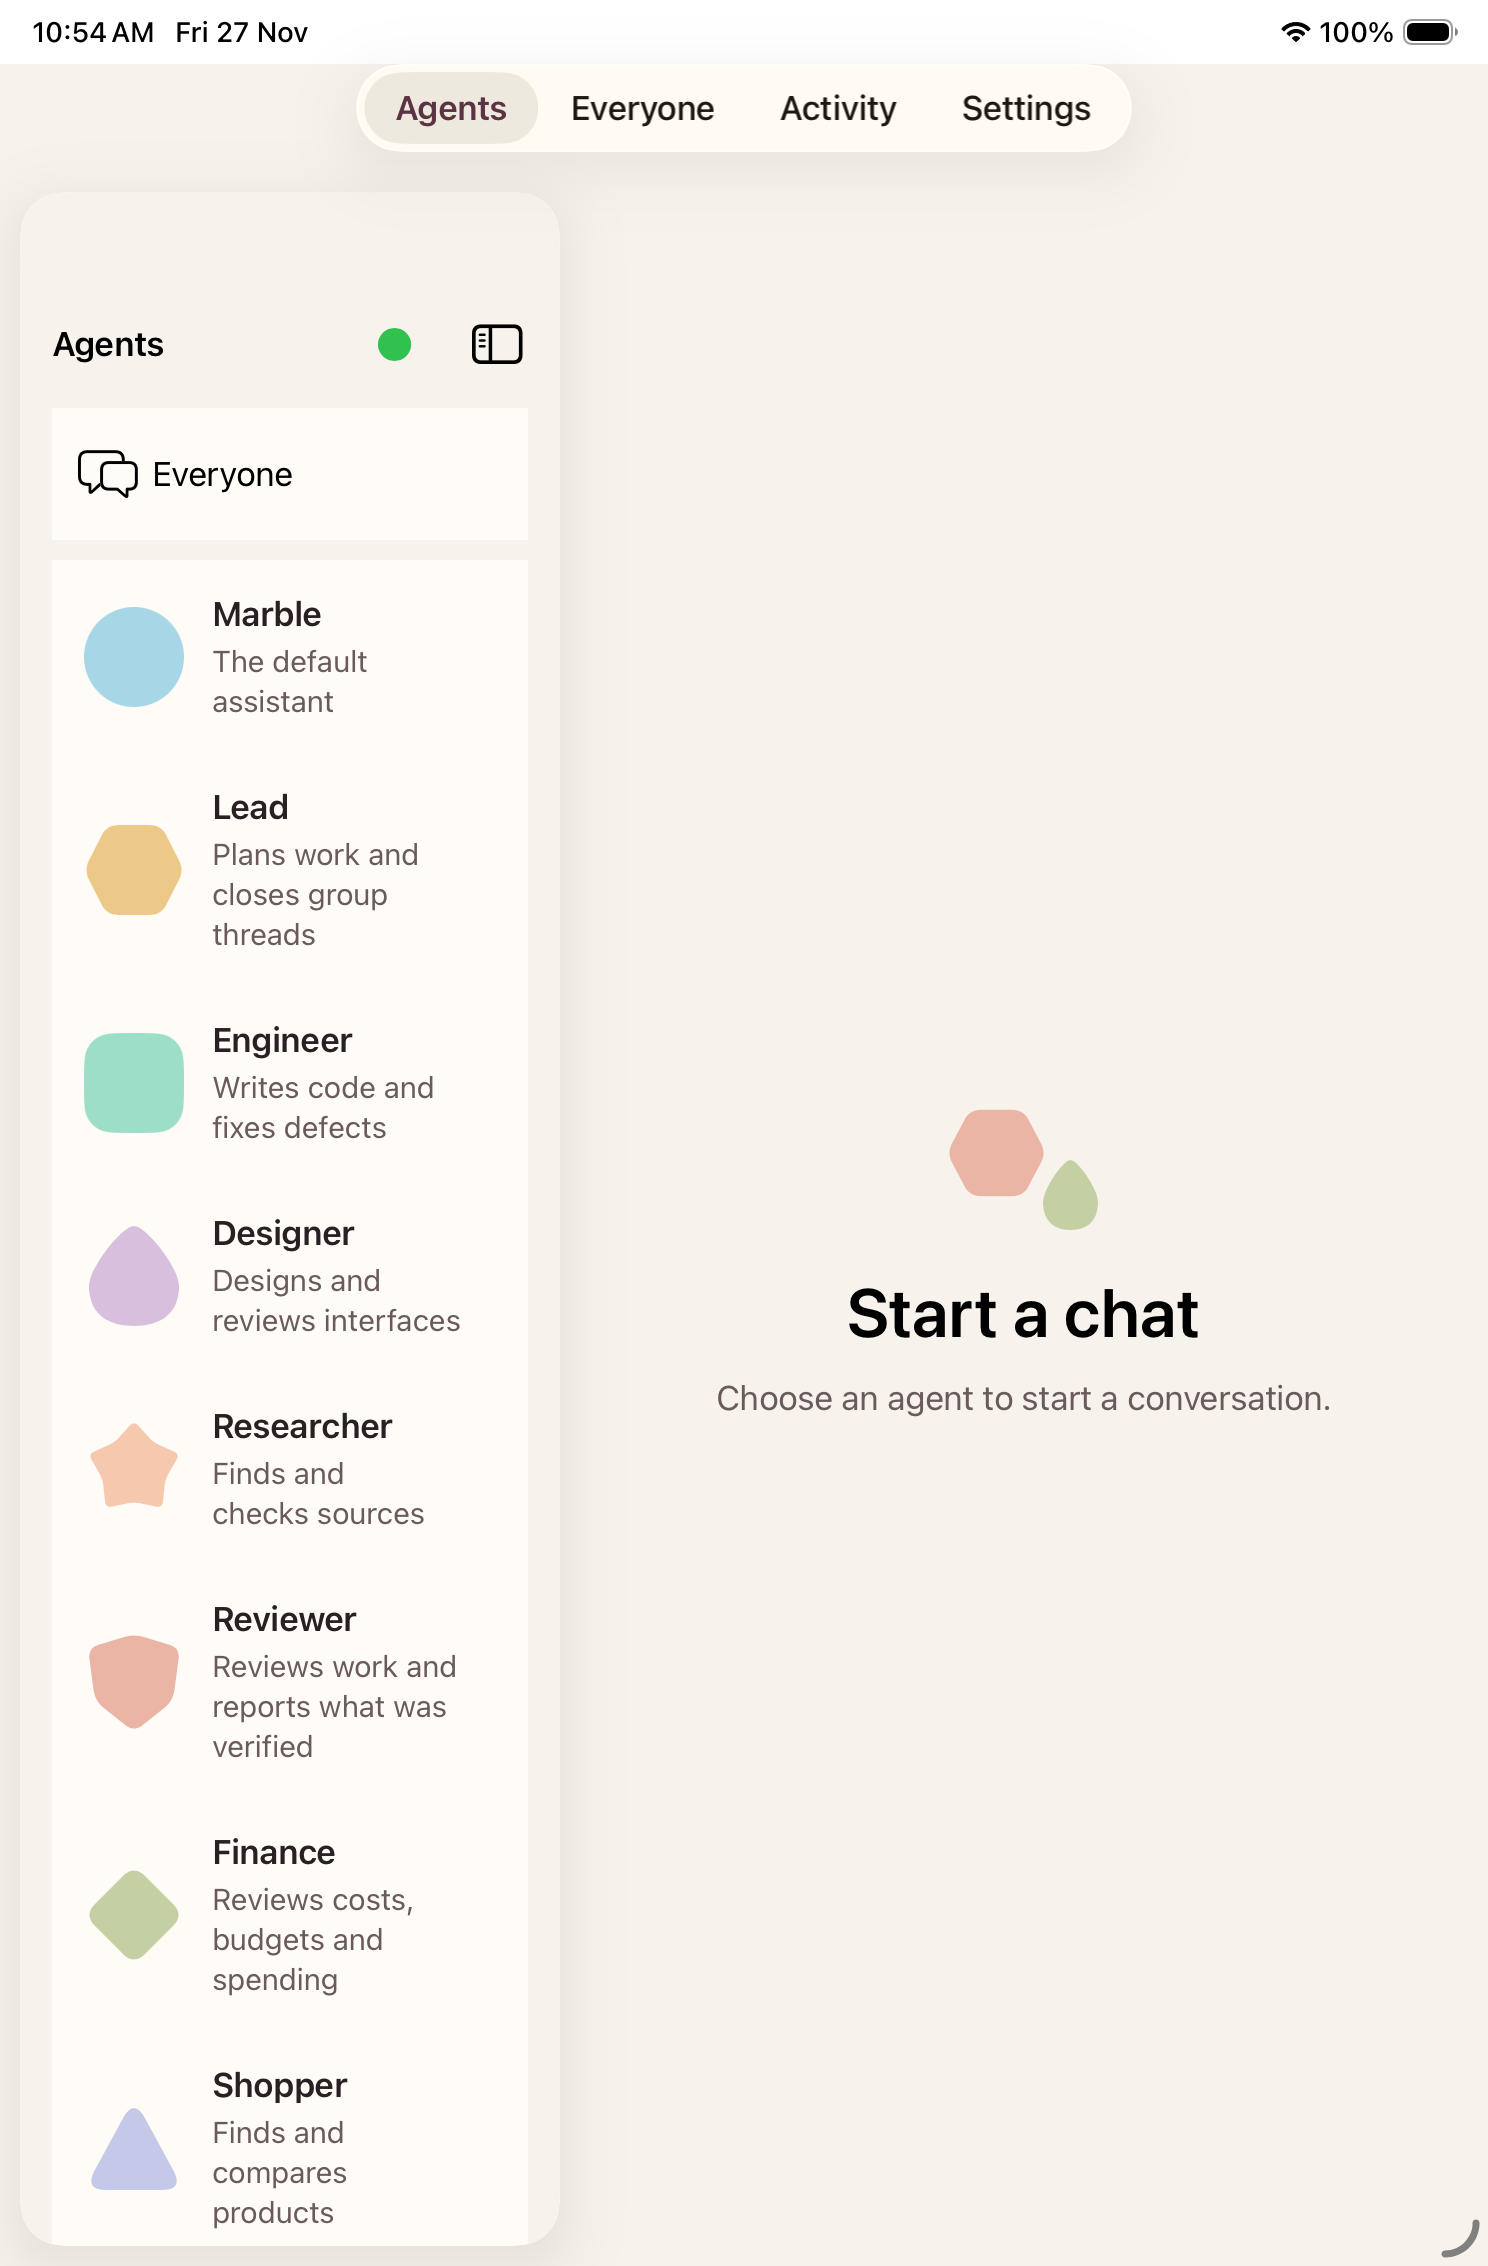 10:54 AM Fri 27 Nov
100%
Agents Everyone Activity Settings
Agents
Everyone
Marble
The default
assistant
Lead
Plans work and
closes group
threads
Engineer
Writes code and
fixes defects
Designer
Designs and
reviews interfaces
Researcher
Finds and
checks sources
Reviewer
Reviews work and
reports what was
verified
Finance
Reviews costs,
budgets and
spending
Shopper
Finds and
compares
products
Start a chat
Choose an agent to start a conversation.